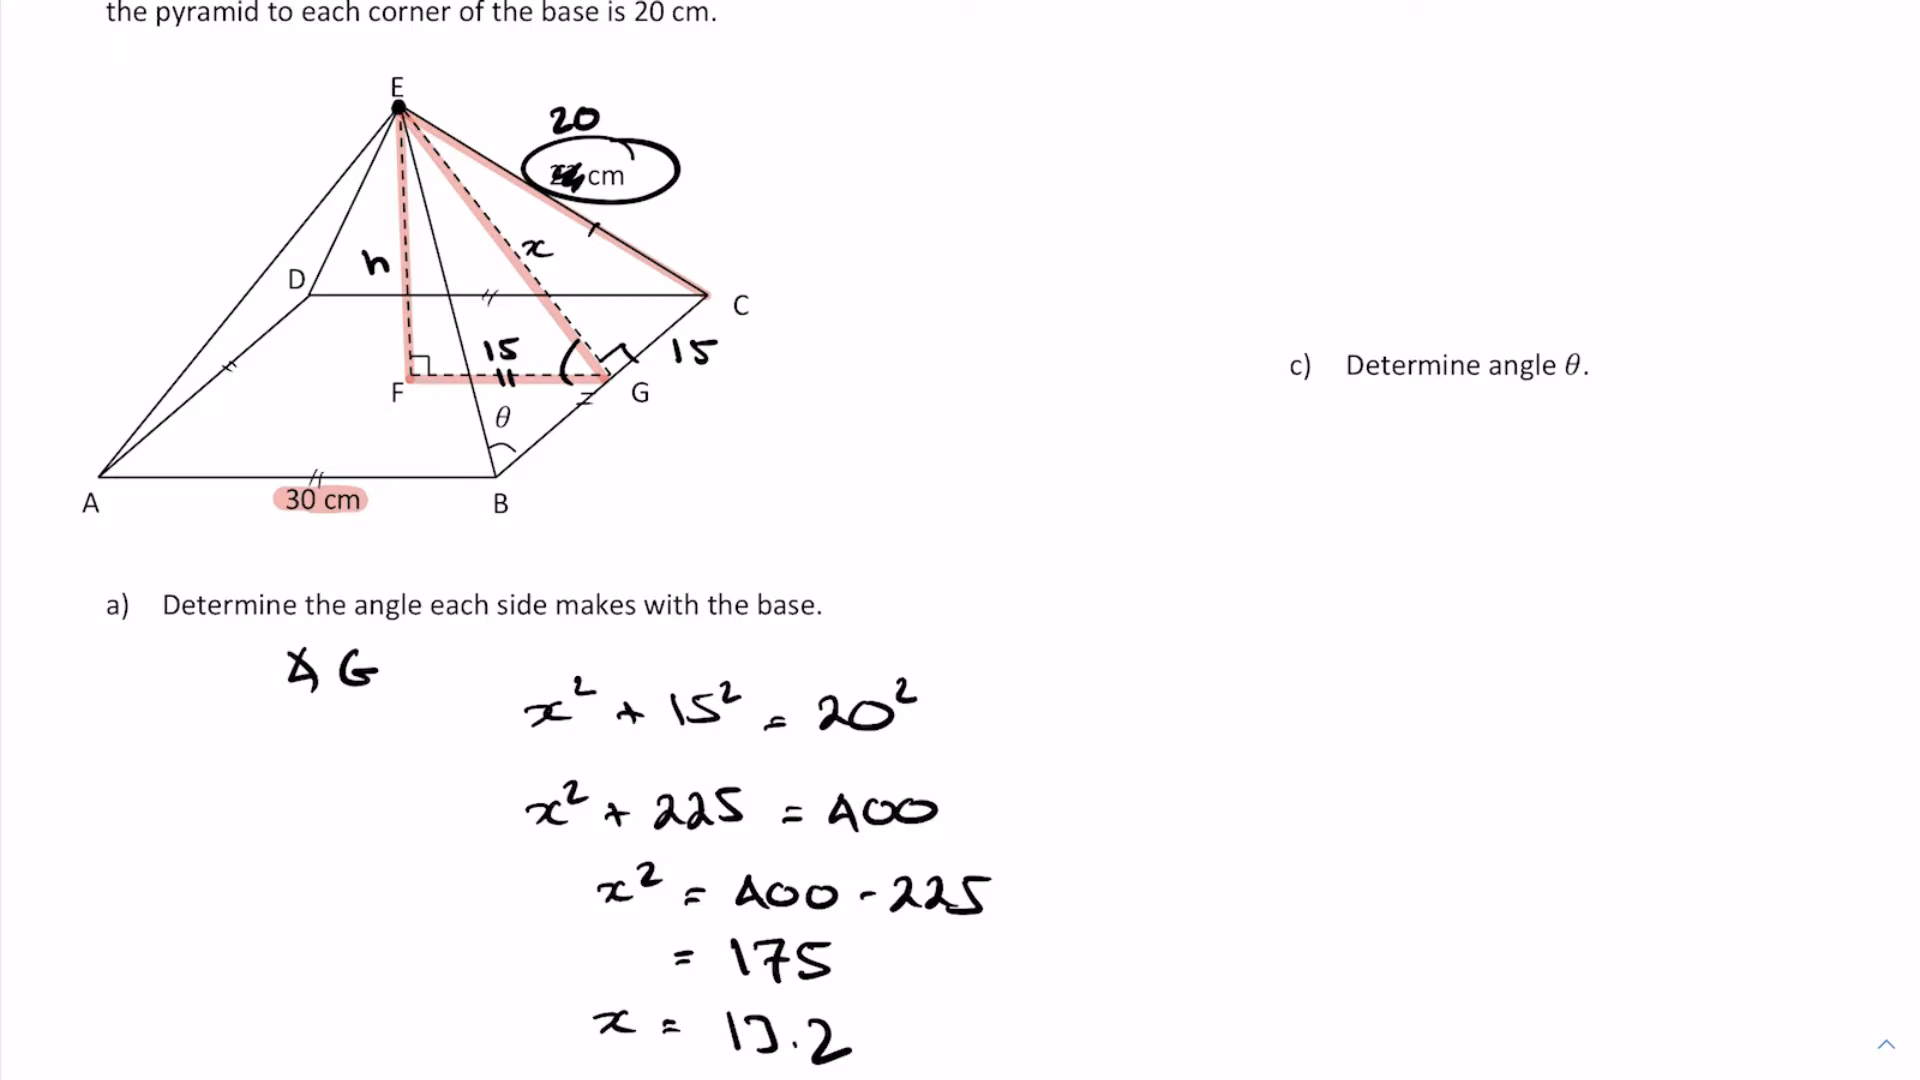 the pyramid to each corner of the base is 20 cm.
E
20
cm
x
h
D
C
15
15
F
G
θ
A
30 cm
B
c) Determine angle θ.
a) Determine the angle each side makes with the base.
∡ G
x² + 15² = 20²
x² + 225 = 400
x² = 400 - 225
= 175
x = 13.2